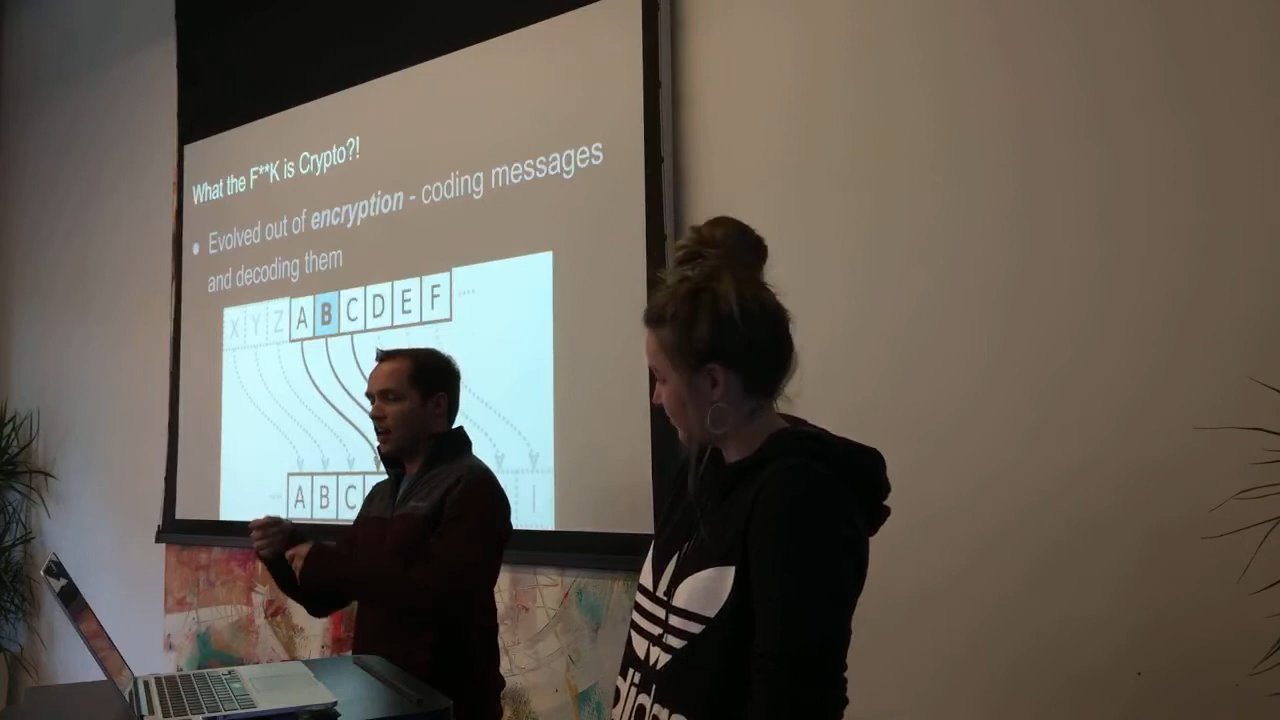 What the F**K is Crypto?!
● Evolved out of encryption - coding messages
and decoding them
X Y Z A B C D E F
A B C I
adidas